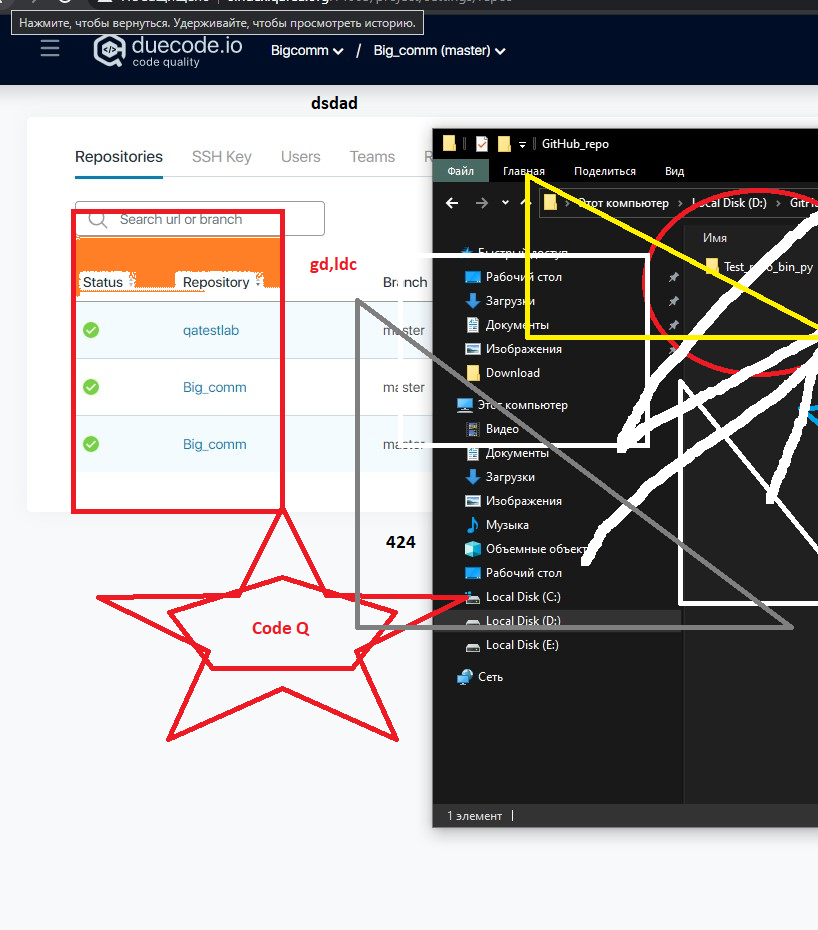 Нажмите, чтобы вернуться. Удерживайте, чтобы просмотреть историю.
duecode.io
code quality
Bigcomm / Big_comm (master)
dsdad
Repositories SSH Key Users Teams
Search url or branch
gd,ldc
Status Repository Branch
qatestlab master
Big_comm master
Big_comm master
424
Code Q
GitHub_repo
Файл Главная Поделиться Вид
Этот компьютер Local Disk (D:)
Имя
Быстрый доступ
Рабочий стол
Загрузки
Документы
Изображения
Download
Этот компьютер
Видео
Документы
Загрузки
Изображения
Музыка
Объемные объект
Рабочий стол
Local Disk (C:)
Local Disk (D:)
Local Disk (E:)
Сеть
1 элемент